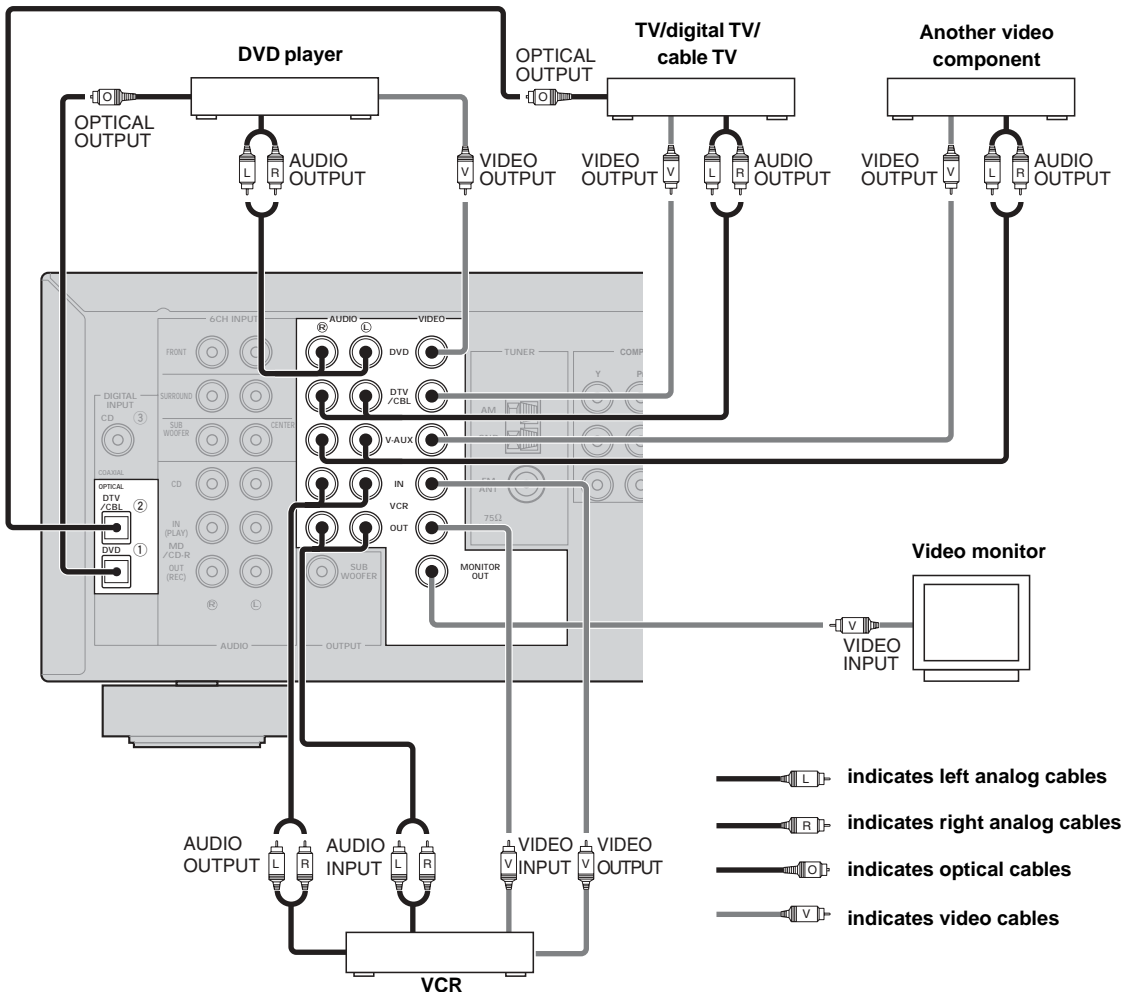 DVD player
TV/digital TV/
cable TV
Another video
component
OPTICAL
OUTPUT
OPTICAL
OUTPUT
L
R
AUDIO
OUTPUT
V
VIDEO
OUTPUT
VIDEO
OUTPUT
V
L
R
AUDIO
OUTPUT
VIDEO
OUTPUT
V
L
R
AUDIO
OUTPUT
O
O
6CH INPUT
AUDIO
VIDEO
R
L
FRONT
DVD
TUNER
COMP
Y
P
DIGITAL
INPUT
CD ③
SURROUND
DTV
/CBL
AM
SUB
WOOFER
CENTER
V-AUX
GND
COAXIAL
OPTICAL
DTV
/CBL ②
CD
IN
VCR
OUT
FM
ANT
75Ω
IN
(PLAY)
MD
/CD-R
OUT
(REC)
DVD ①
SUB
WOOFER
MONITOR
OUT
R
L
AUDIO
OUTPUT
Video monitor
V
VIDEO
INPUT
L indicates left analog cables
R indicates right analog cables
O indicates optical cables
V indicates video cables
AUDIO
OUTPUT
L
R
AUDIO
INPUT
L
R
V
VIDEO
INPUT
V
VIDEO
OUTPUT
VCR